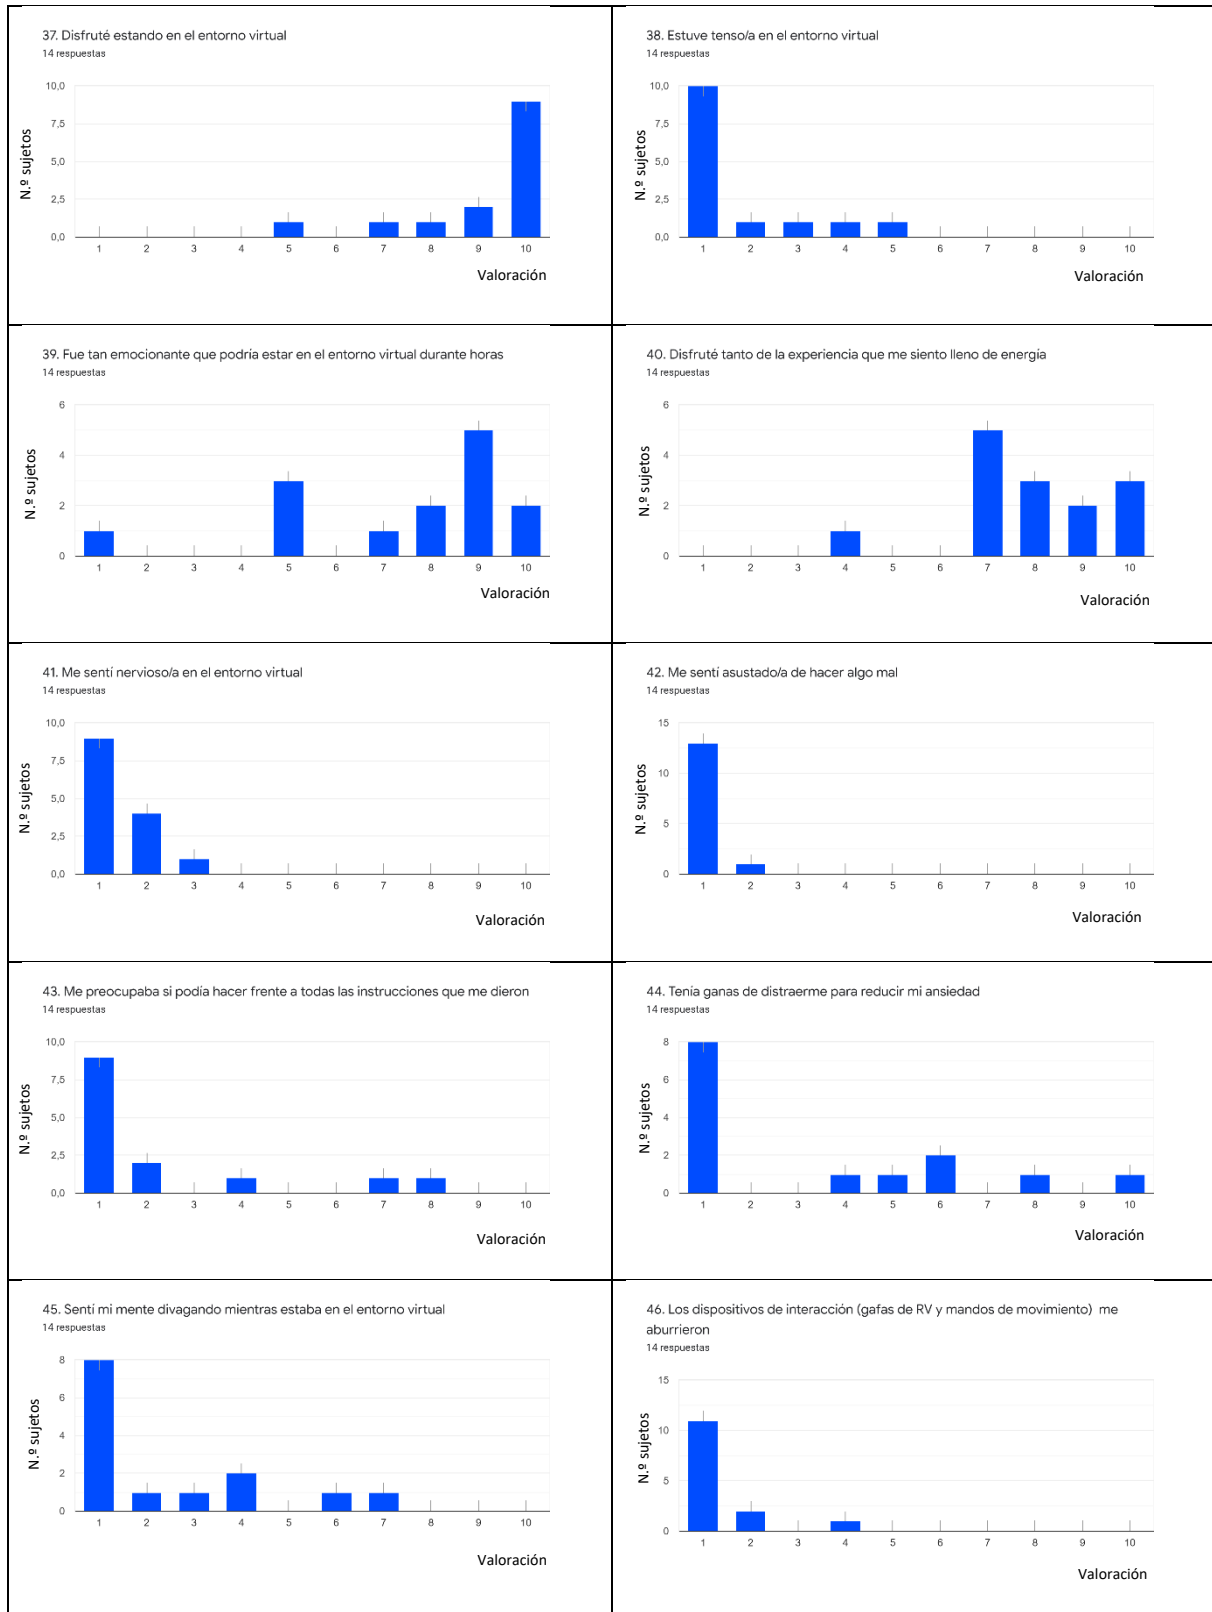 37. Disfruté estando en el entorno virtual
14 respuestas
10,0
7,5
5,0
2,5
0,0
N.º sujetos
1 2 3 4 5 6 7 8 9 10
Valoración
38. Estuve tenso/a en el entorno virtual
14 respuestas
10,0
7,5
5,0
2,5
0,0
N.º sujetos
1 2 3 4 5 6 7 8 9 10
Valoración
39. Fue tan emocionante que podría estar en el entorno virtual durante horas
14 respuestas
6
4
2
0
N.º sujetos
1 2 3 4 5 6 7 8 9 10
Valoración
40. Disfruté tanto de la experiencia que me siento lleno de energía
14 respuestas
6
4
2
0
N.º sujetos
1 2 3 4 5 6 7 8 9 10
Valoración
41. Me sentí nervioso/a en el entorno virtual
14 respuestas
10,0
7,5
5,0
2,5
0,0
N.º sujetos
1 2 3 4 5 6 7 8 9 10
Valoración
42. Me sentí asustado/a de hacer algo mal
14 respuestas
15
10
5
0
N.º sujetos
1 2 3 4 5 6 7 8 9 10
Valoración
43. Me preocupaba si podía hacer frente a todas las instrucciones que me dieron
14 respuestas
10,0
7,5
5,0
2,5
0,0
N.º sujetos
1 2 3 4 5 6 7 8 9 10
Valoración
44. Tenía ganas de distraerme para reducir mi ansiedad
14 respuestas
8
6
4
2
0
N.º sujetos
1 2 3 4 5 6 7 8 9 10
Valoración
45. Sentí mi mente divagando mientras estaba en el entorno virtual
14 respuestas
8
6
4
2
0
N.º sujetos
1 2 3 4 5 6 7 8 9 10
Valoración
46. Los dispositivos de interacción (gafas de RV y mandos de movimiento) me
aburrieron
14 respuestas
15
10
5
0
N.º sujetos
1 2 3 4 5 6 7 8 9 10
Valoración